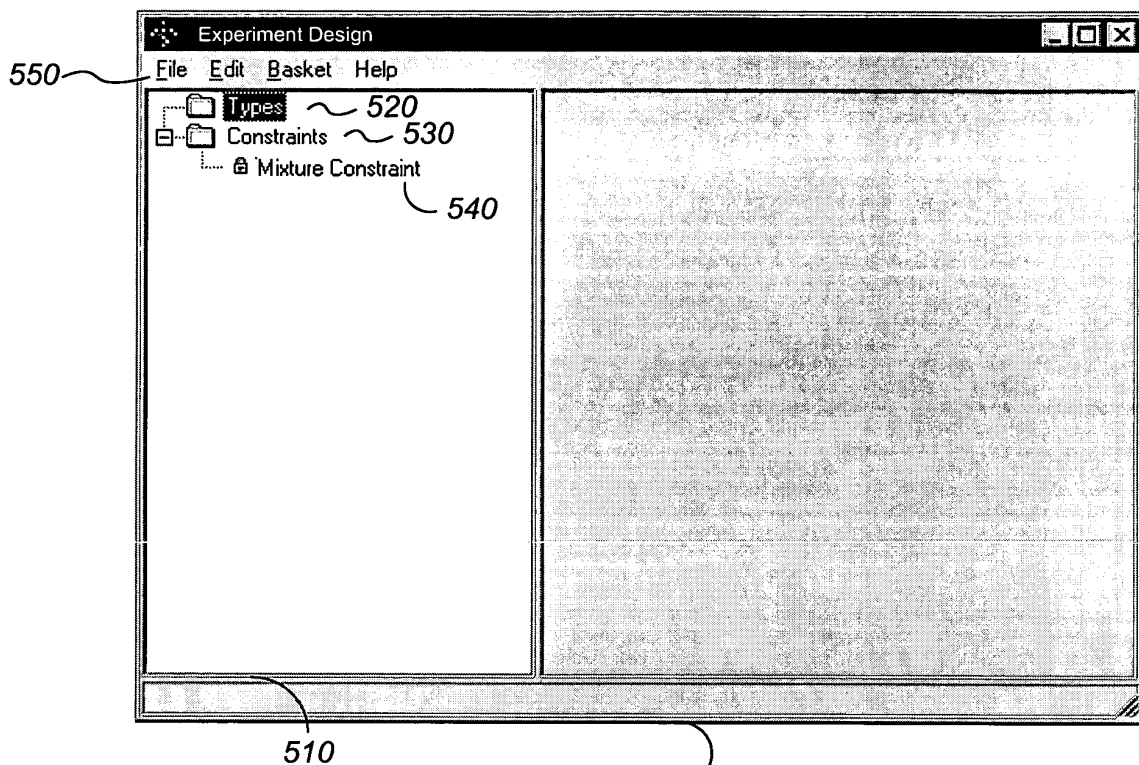 Experiment Design
550 File Edit Basket Help
Types 520
Constraints 530
Mixture Constraint
540
510